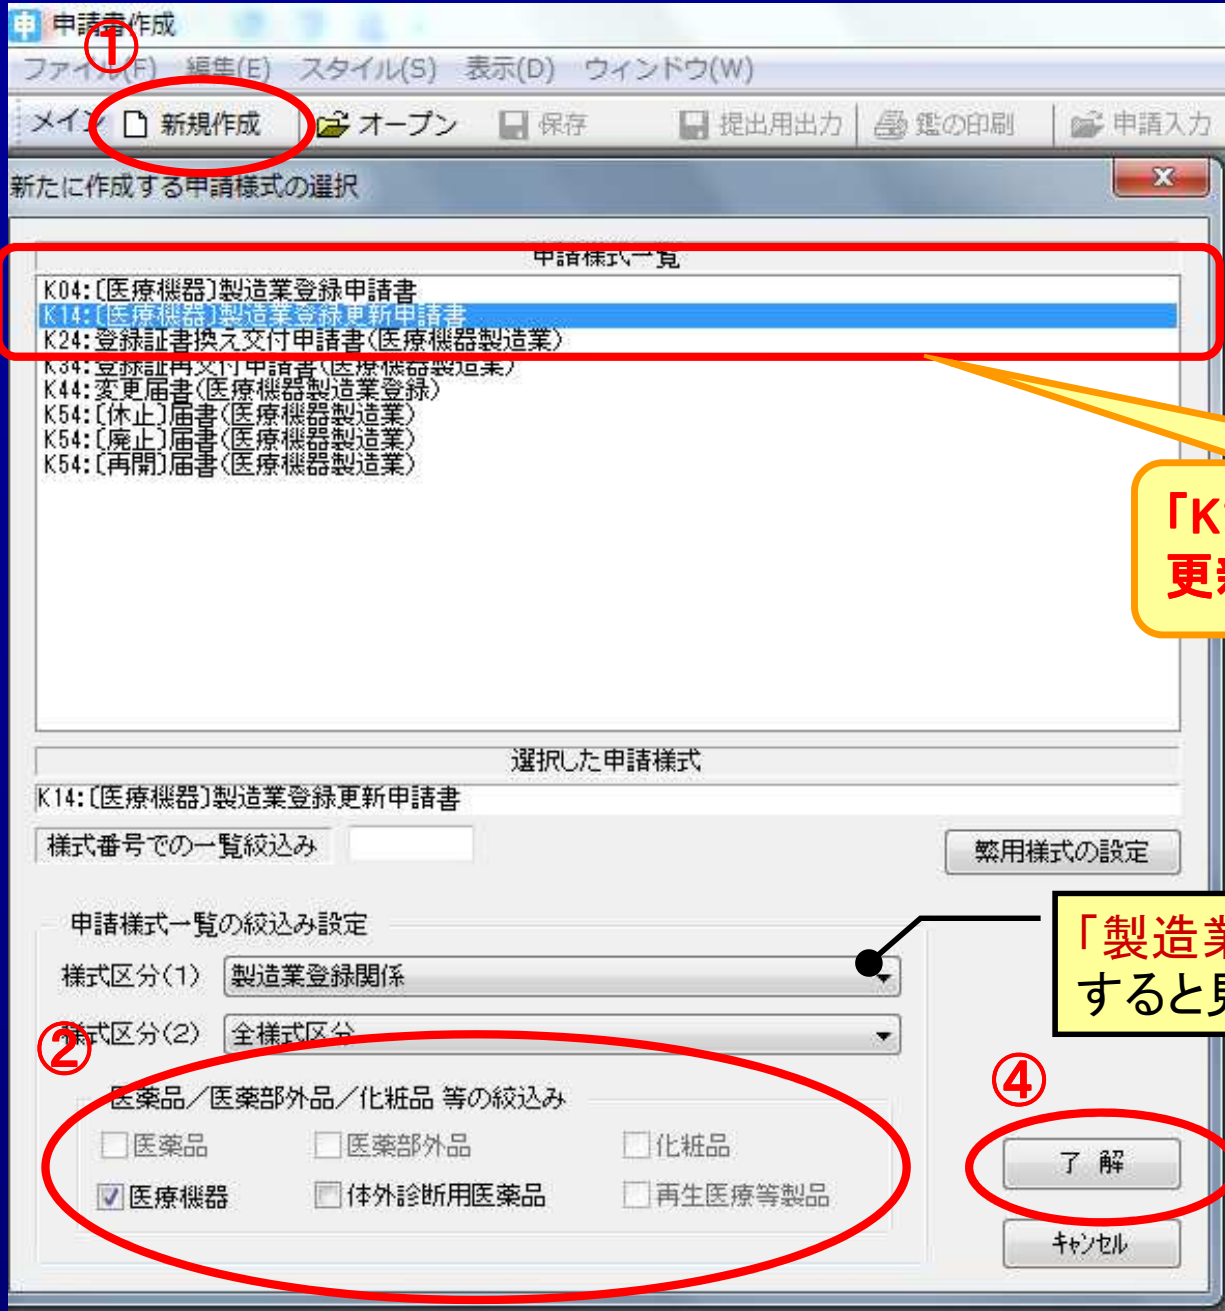 申請書作成
①
ファイル(F) 編集(E) スタイル(S) 表示(D) ウィンドウ(W)
メイン 新規作成 オープン 保存 提出用出力 鑑の印刷 申請入力
新たに作成する申請様式の選択
申請様式一覧
K04:〔医療機器〕製造業登録申請書
K14:〔医療機器〕製造業登録更新申請書
K24:登録証書換え交付申請書(医療機器製造業)
K34:登録証再交付申請書(医療機器製造業)
K44:変更届書(医療機器製造業登録)
K54:〔休止〕届書(医療機器製造業)
K54:〔廃止〕届書(医療機器製造業)
K54:〔再開〕届書(医療機器製造業)
「K
更新
選択した申請様式
K14:〔医療機器〕製造業登録更新申請書
様式番号での一覧絞込み
繁用様式の設定
申請様式一覧の絞込み設定
「製造業
すると見
様式区分(1) 製造業登録関係
様式区分(2) 全様式区分
②
医薬品/医薬部外品/化粧品 等の絞込み
医薬品 医薬部外品 化粧品
医療機器 体外診断用医薬品 再生医療等製品
④
了 解
キャンセル